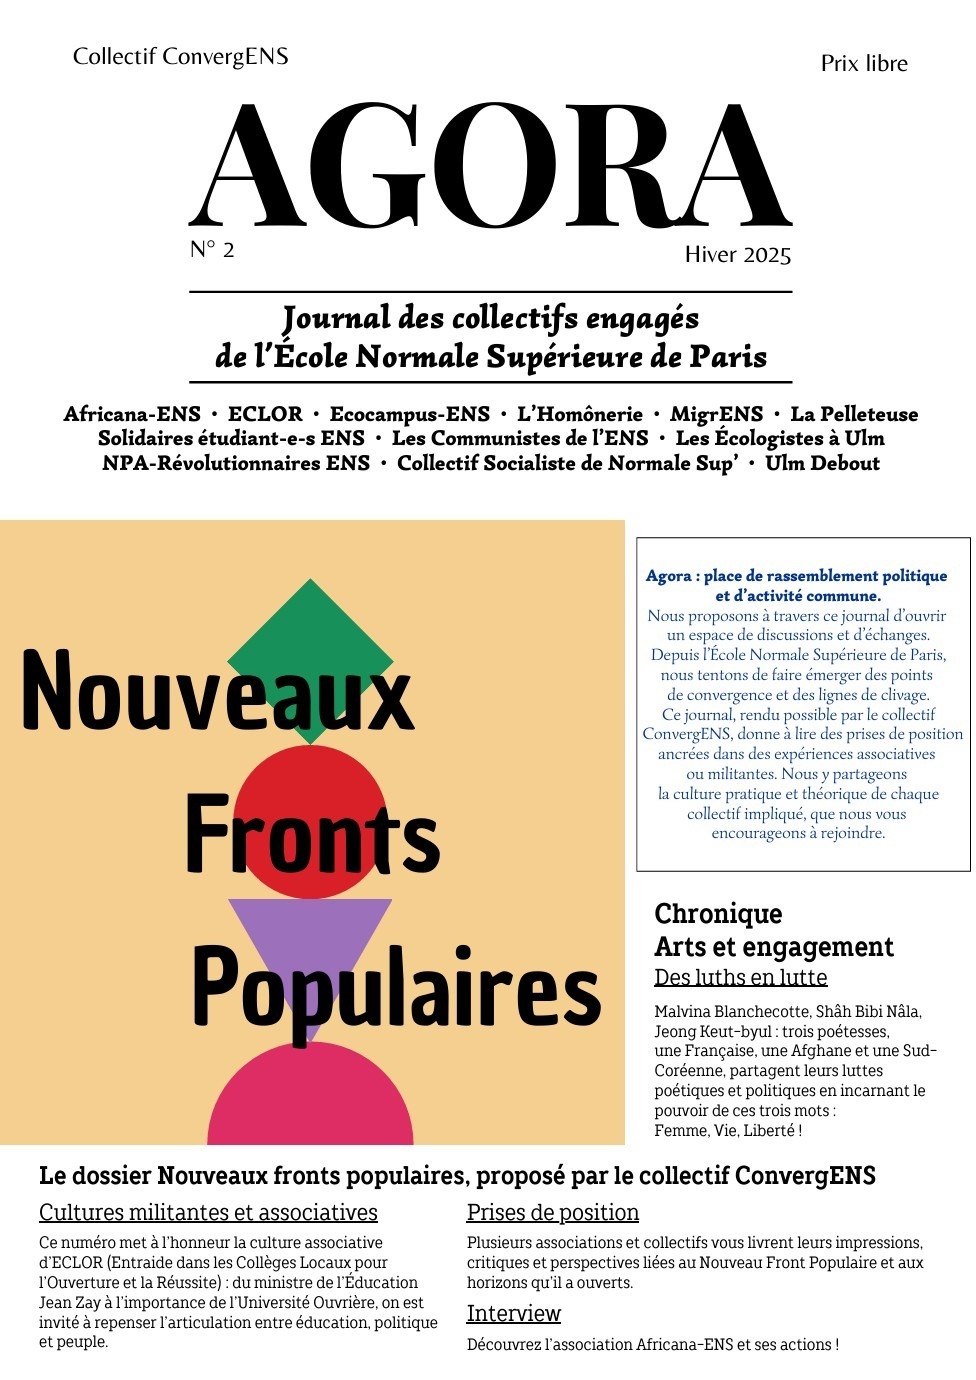 Collectif ConvergENS
Prix libre
AGORA
N° 2
Hiver 2025
Journal des collectifs engagés
de l'École Normale Supérieure de Paris
Africana-ENS • ECLOR • Ecocampus-ENS • L'Homônerie • MigrENS • La Pelleteuse
Solidaires étudiant-e-s ENS • Les Communistes de l'ENS • Les Écologistes à Ulm
NPA-Révolutionnaires ENS • Collectif Socialiste de Normale Sup' • Ulm Debout
Nouveaux
Fronts
Populaires
Agora : place de rassemblement politique
et d'activité commune.
Nous proposons à travers ce journal d'ouvrir
un espace de discussions et d'échanges.
Depuis l'École Normale Supérieure de Paris,
nous tentons de faire émerger des points
de convergence et des lignes de clivage.
Ce journal, rendu possible par le collectif
ConvergENS, donne à lire des prises de position
ancrées dans des expériences associatives
ou militantes. Nous y partageons
la culture pratique et théorique de chaque
collectif impliqué, que nous vous
encourageons à rejoindre.
Chronique
Arts et engagement
Des luths en lutte
Malvina Blanchecotte, Shâh Bibi Nâla,
Jeong Keut-byul : trois poétesses,
une Française, une Afghane et une Sud-
Coréenne, partagent leurs luttes
poétiques et politiques en incarnant le
pouvoir de ces trois mots :
Femme, Vie, Liberté !
Le dossier Nouveaux fronts populaires, proposé par le collectif ConvergENS
Cultures militantes et associatives
Ce numéro met à l'honneur la culture associative
d'ECLOR (Entraide dans les Collèges Locaux pour
l'Ouverture et la Réussite) : du ministre de l'Éducation
Jean Zay à l'importance de l'Université Ouvrière, on est
invité à repenser l'articulation entre éducation, politique
et peuple.
Prises de position
Plusieurs associations et collectifs vous livrent leurs impressions,
critiques et perspectives liées au Nouveau Front Populaire et aux
horizons qu'il a ouverts.
Interview
Découvrez l'association Africana-ENS et ses actions !